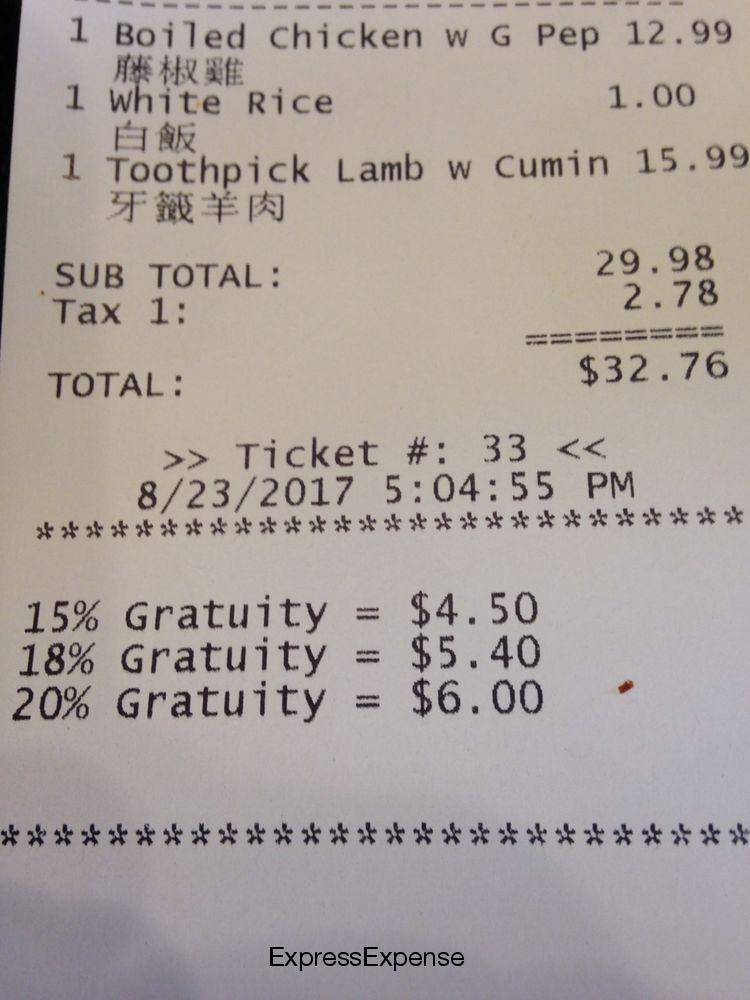 1 Boiled Chicken w G Pep 12.99
藤椒雞
1 White Rice 1.00
白飯
1 Toothpick Lamb w Cumin 15.99
牙籤羊肉
SUB TOTAL: 29.98
Tax 1: 2.78
========
TOTAL: $32.76
>> Ticket #: 33 <<
8/23/2017 5:04:55 PM
*****************************
15% Gratuity = $4.50
18% Gratuity = $5.40
20% Gratuity = $6.00
***************************
ExpressExpense